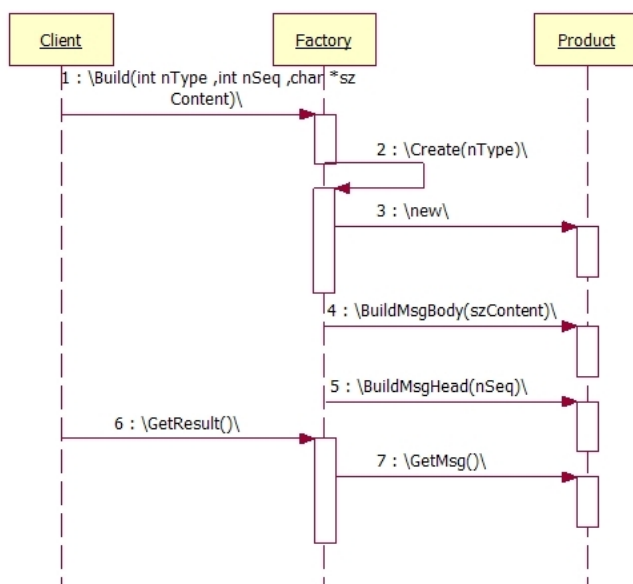 Client
Factory
Product
1 : \Build(int nType ,int nSeq ,char *sz
Content)\
2 : \Create(nType)\
3 : \new\
4 : \BuildMsgBody(szContent)\
5 : \BuildMsgHead(nSeq)\
6 : \GetResult()\
7 : \GetMsg()\